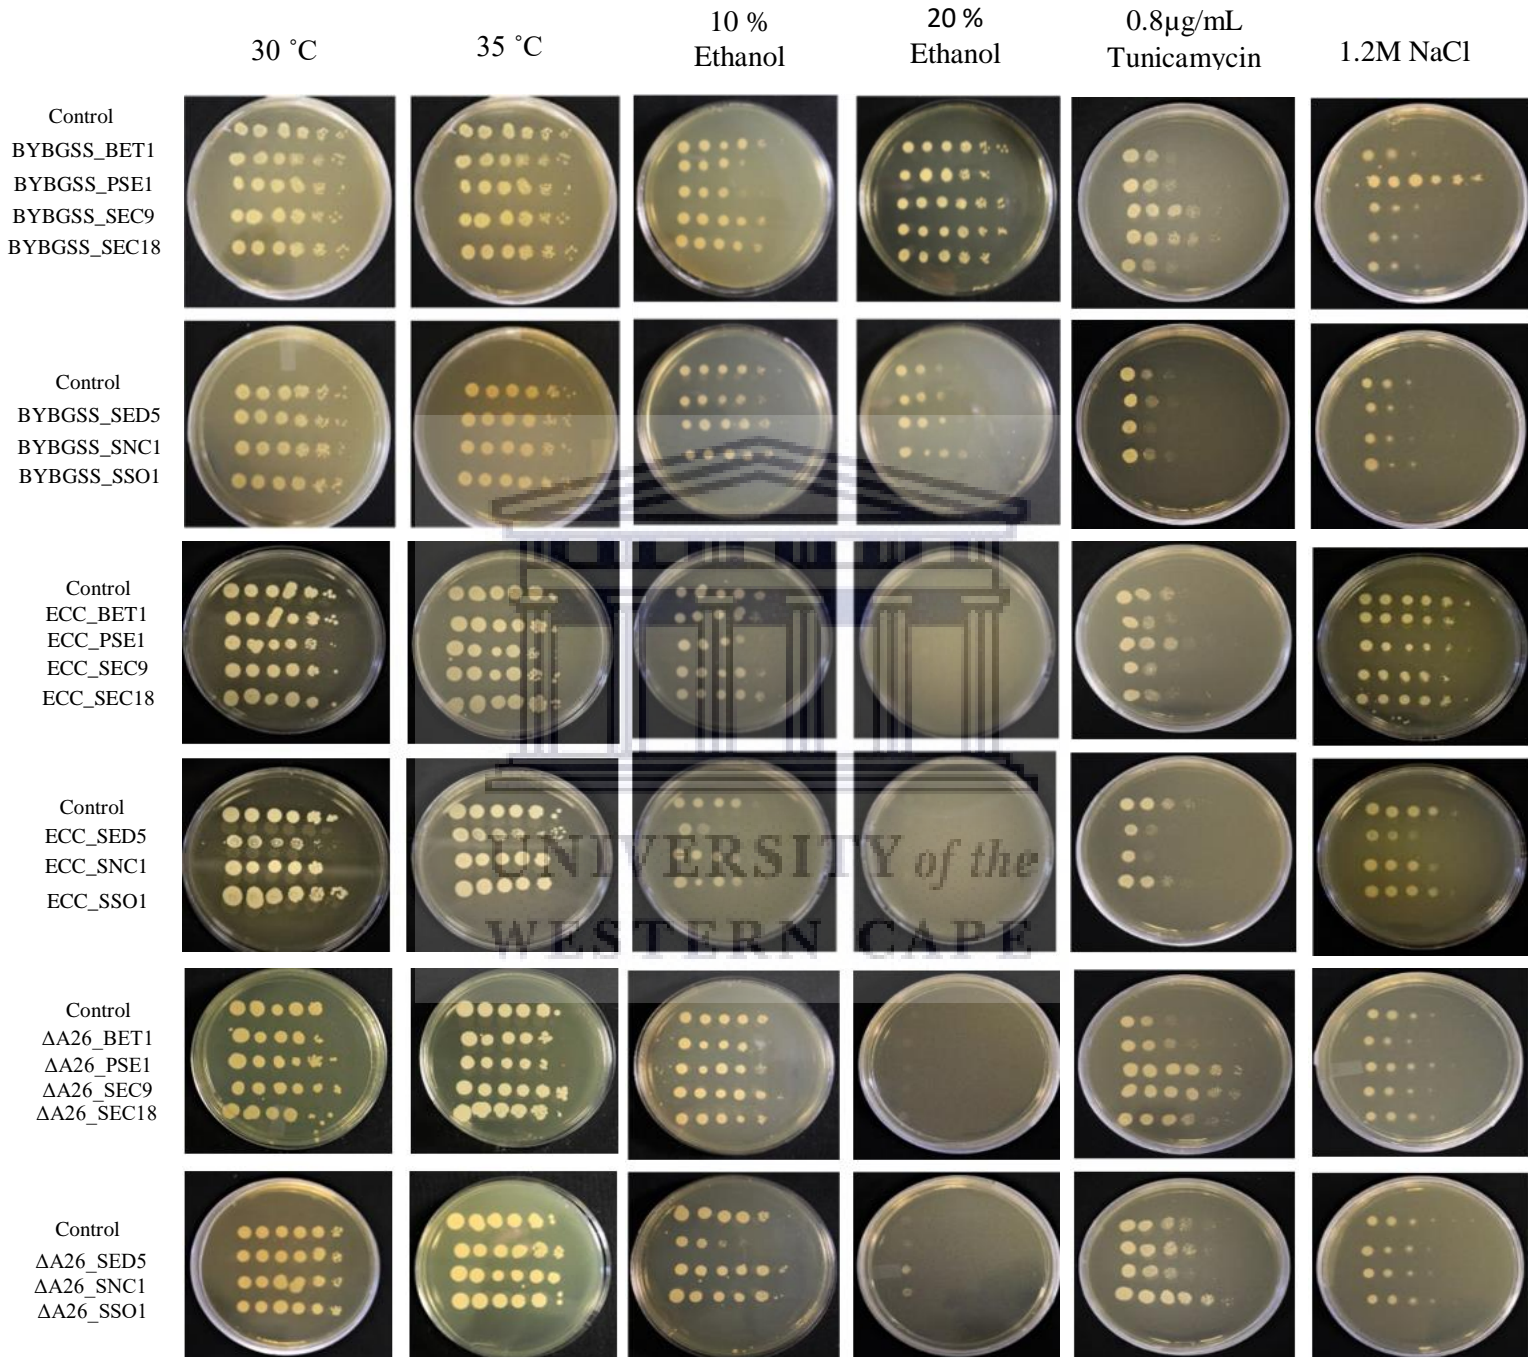 30 ˚C
35 ˚C
10 %
Ethanol
20 %
Ethanol
0.8µg/mL
Tunicamycin
1.2M NaCl
Control
BYBGSS_BET1
BYBGSS_PSE1
BYBGSS_SEC9
BYBGSS_SEC18
Control
BYBGSS_SED5
BYBGSS_SNC1
BYBGSS_SSO1
Control
ECC_BET1
ECC_PSE1
ECC_SEC9
ECC_SEC18
Control
ECC_SED5
ECC_SNC1
ECC_SSO1
UNIVERSITY of the
WESTERN CAPE
Control
ΔA26_BET1
ΔA26_PSE1
ΔA26_SEC9
ΔA26_SEC18
Control
ΔA26_SED5
ΔA26_SNC1
ΔA26_SSO1